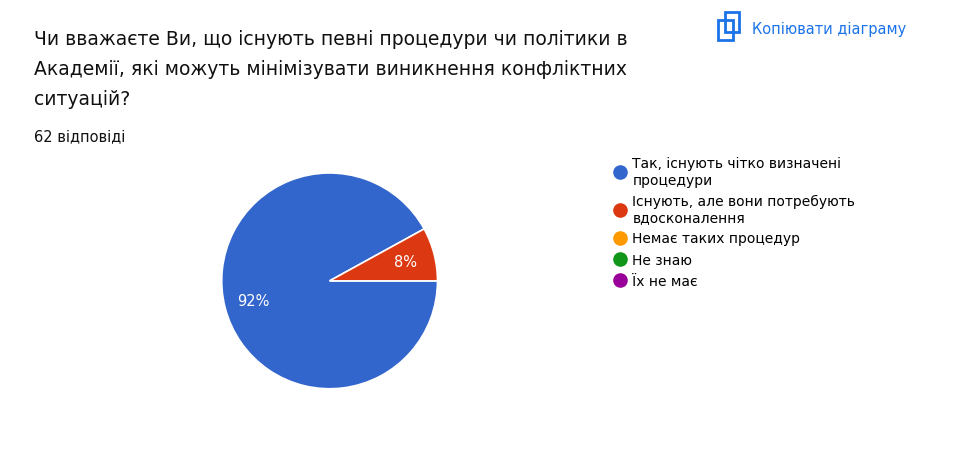 Копіювати діаграму
Чи вважаєте Ви, що існують певні процедури чи політики в
Академії, які можуть мінімізувати виникнення конфліктних
ситуацій?
62 відповіді
Так, існують чітко визначені
процедури
Існують, але вони потребують
вдосконалення
Немає таких процедур
Не знаю
Їх не має
8%
92%